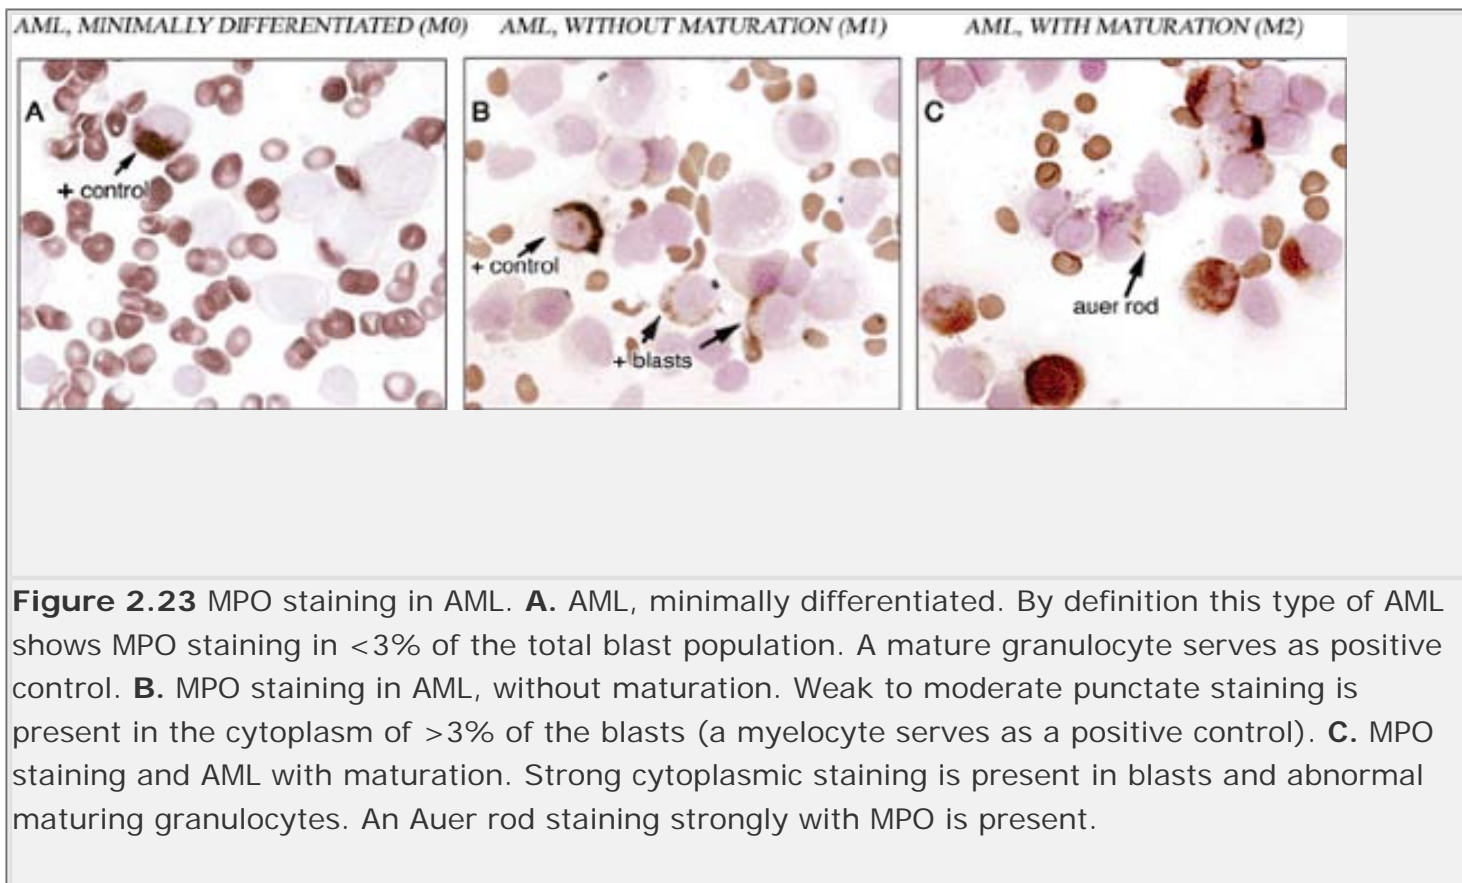 AML, MINIMALLY DIFFERENTIATED (M0) AML, WITHOUT MATURATION (M1) AML, WITH MATURATION (M2)
A
+ control
B
+ control
+ blasts
C
auer rod
Figure 2.23 MPO staining in AML. A. AML, minimally differentiated. By definition this type of AML
shows MPO staining in <3% of the total blast population. A mature granulocyte serves as positive
control. B. MPO staining in AML, without maturation. Weak to moderate punctate staining is
present in the cytoplasm of >3% of the blasts (a myelocyte serves as a positive control). C. MPO
staining and AML with maturation. Strong cytoplasmic staining is present in blasts and abnormal
maturing granulocytes. An Auer rod staining strongly with MPO is present.